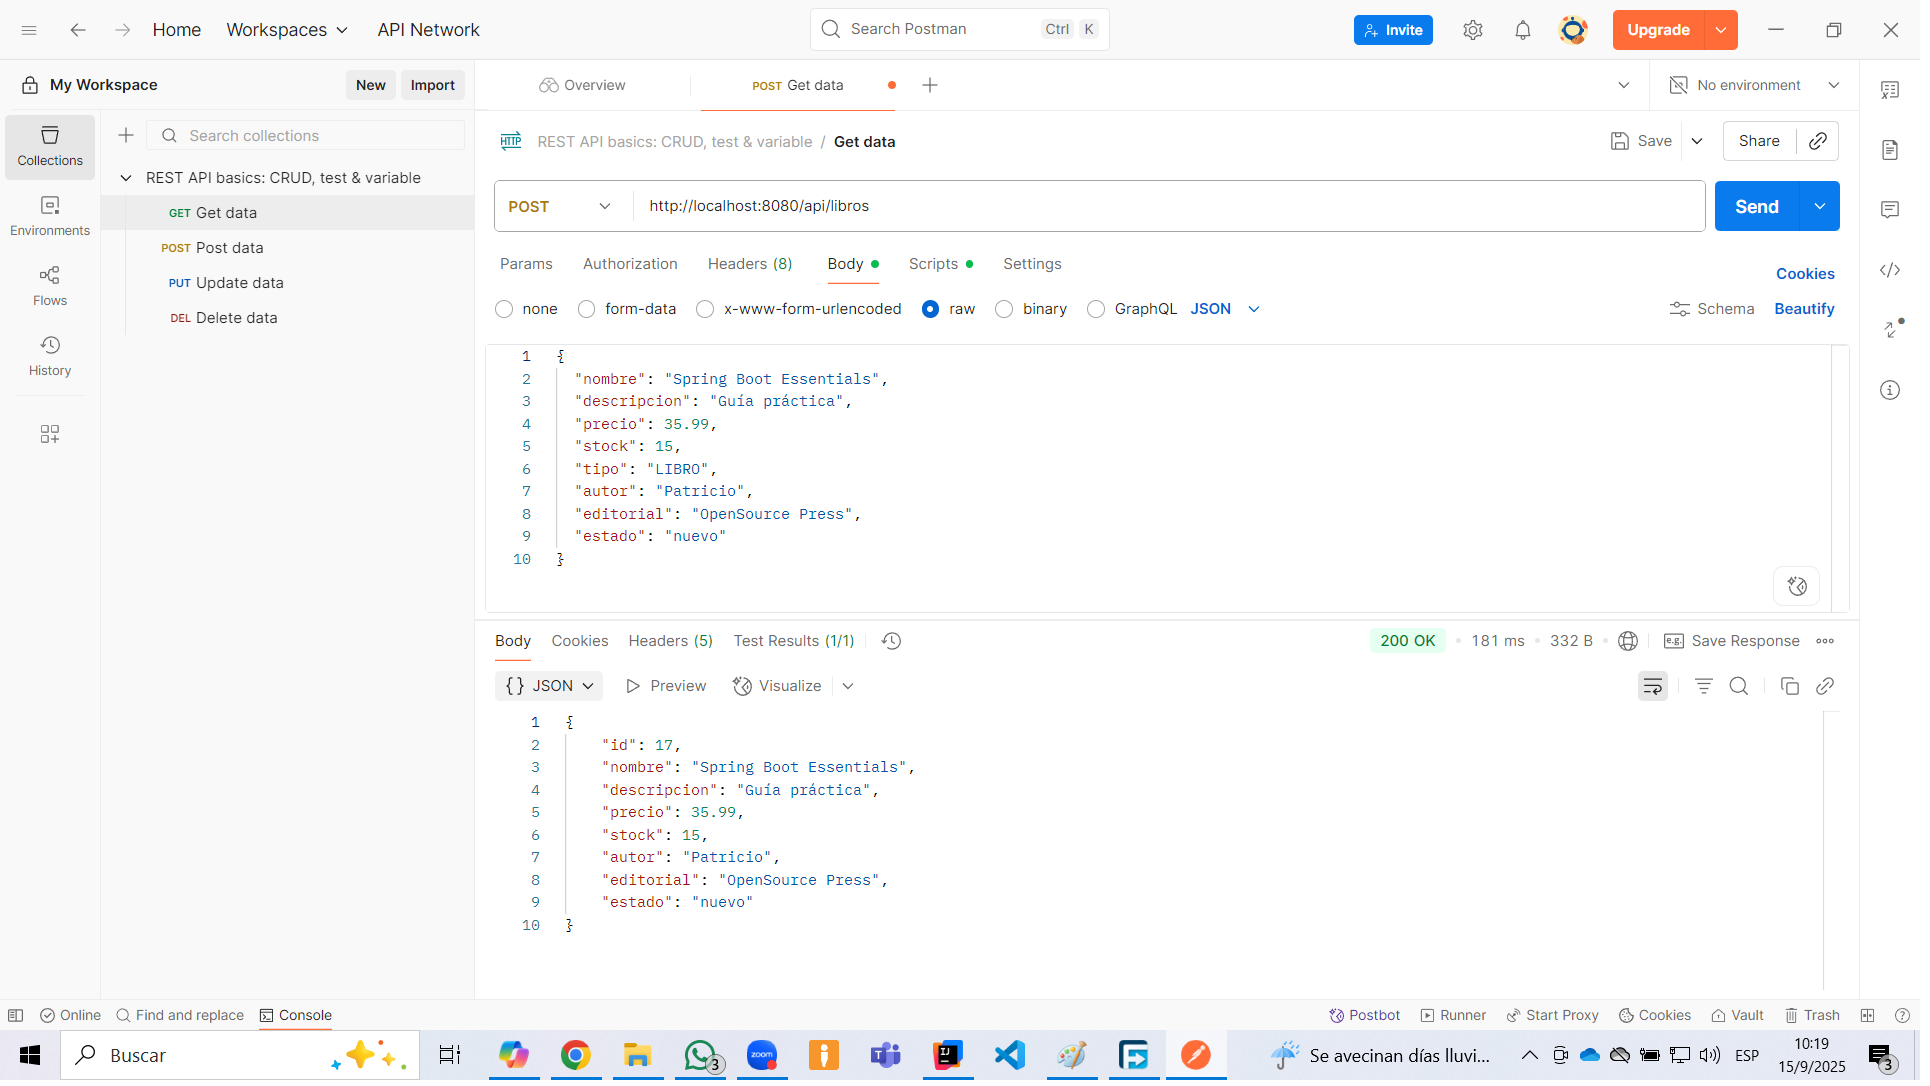 Home
Workspaces
API Network
Search Postman
Ctrl
K
Invite
Upgrade
My Workspace
New
Import
Overview
POST Get data
No environment
Collections
Environments
Flows
History
Search collections
REST API basics: CRUD, test & variable
GET Get data
POST Post data
PUT Update data
DEL Delete data
HTTP
REST API basics: CRUD, test & variable / Get data
Save
Share
POST
http://localhost:8080/api/libros
Send
Params
Authorization
Headers (8)
Body
Scripts
Settings
Cookies
none
form-data
x-www-form-urlencoded
raw
binary
GraphQL
JSON
Schema
Beautify
1 {
2 "nombre": "Spring Boot Essentials",
3 "descripcion": "Guía práctica",
4 "precio": 35.99,
5 "stock": 15,
6 "tipo": "LIBRO",
7 "autor": "Patricio",
8 "editorial": "OpenSource Press",
9 "estado": "nuevo"
10 }
Body
Cookies
Headers (5)
Test Results (1/1)
200 OK
181 ms
332 B
e.g.
Save Response
{} JSON
Preview
Visualize
1 {
2 "id": 17,
3 "nombre": "Spring Boot Essentials",
4 "descripcion": "Guía práctica",
5 "precio": 35.99,
6 "stock": 15,
7 "autor": "Patricio",
8 "editorial": "OpenSource Press",
9 "estado": "nuevo"
10 }
Online
Find and replace
Console
Postbot
Runner
Start Proxy
Cookies
Vault
Trash
Buscar
3
zoom
IJ
Se avecinan días lluvi...
ESP
10:19
15/9/2025
3